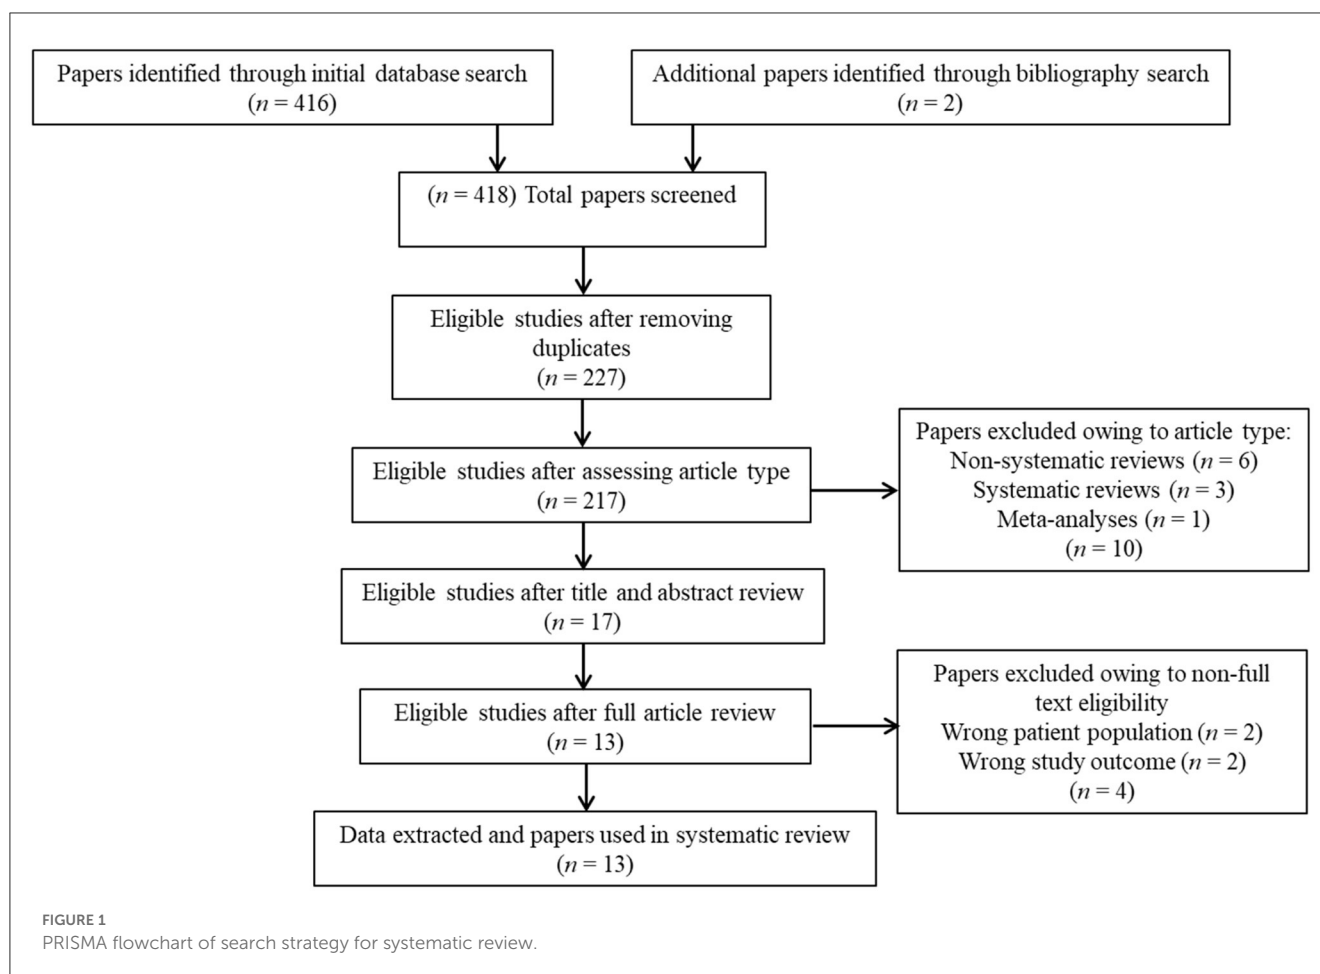 Papers identified through initial database search
(n = 416)
Additional papers identified through bibliography search
(n = 2)
(n = 418) Total papers screened
Eligible studies after removing
duplicates
(n = 227)
Eligible studies after assessing article type
(n = 217)
Papers excluded owing to article type:
Non-systematic reviews (n = 6)
Systematic reviews (n = 3)
Meta-analyses (n = 1)
(n = 10)
Eligible studies after title and abstract review
(n = 17)
Eligible studies after full article review
(n = 13)
Papers excluded owing to non-full
text eligibility
Wrong patient population (n = 2)
Wrong study outcome (n = 2)
(n = 4)
Data extracted and papers used in systematic review
(n = 13)
FIGURE 1
PRISMA flowchart of search strategy for systematic review.